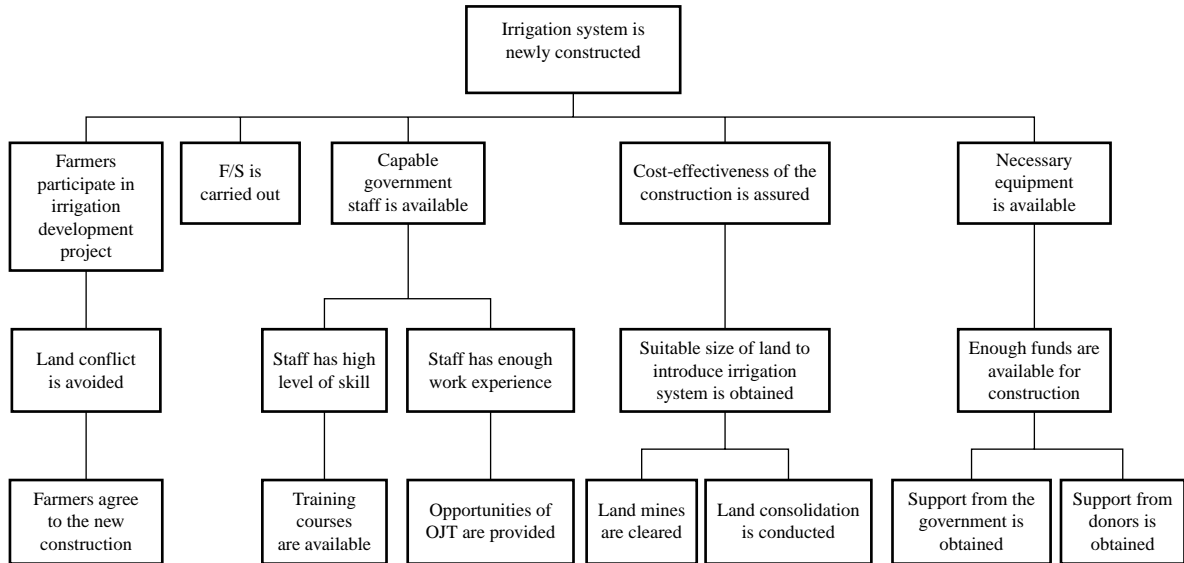 Irrigation system is
newly constructed
Farmers
participate in
irrigation
development
project
F/S is
carried out
Capable
government
staff is available
Cost-effectiveness of the
construction is assured
Necessary
equipment
is available
Land conflict
is avoided
Staff has high
level of skill
Staff has enough
work experience
Suitable size of land to
introduce irrigation
system is obtained
Enough funds are
available for
construction
Farmers agree
to the new
construction
Training
courses
are available
Opportunities of
OJT are provided
Land mines
are cleared
Land consolidation
is conducted
Support from the
government is
obtained
Support from
donors is
obtained